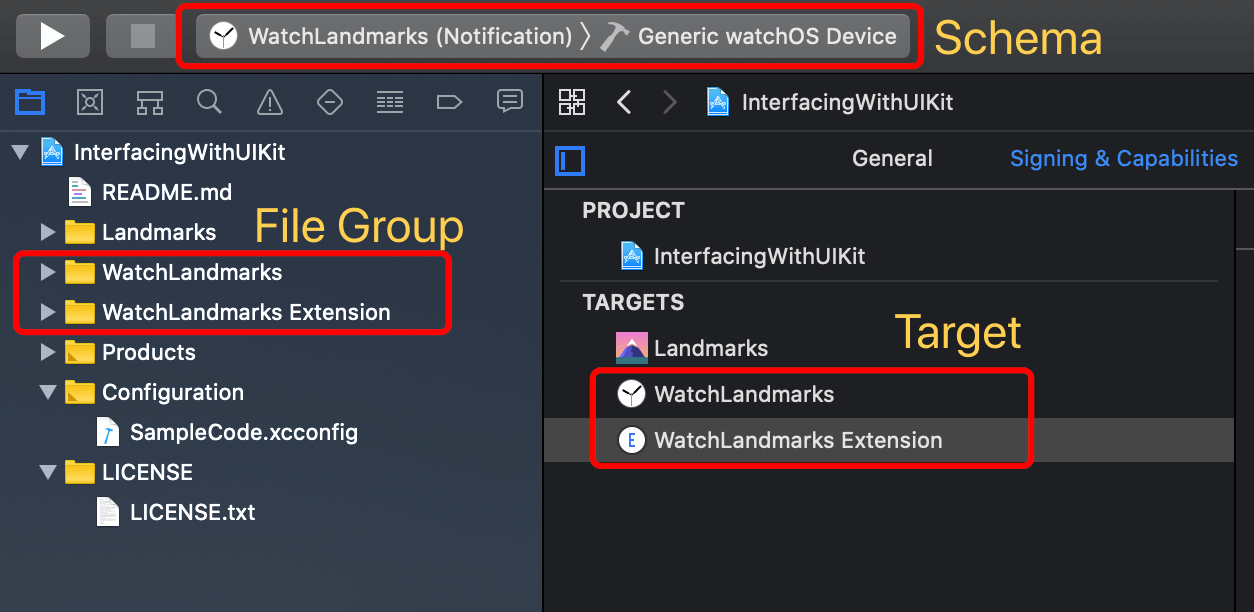 WatchLandmarks (Notification) Generic watchOS Device Schema
InterfacingWithUIKit
General Signing & Capabilities
InterfacingWithUIKit
README.md
Landmarks File Group
WatchLandmarks
WatchLandmarks Extension
Products
Configuration
SampleCode.xcconfig
LICENSE
LICENSE.txt
PROJECT
InterfacingWithUIKit
TARGETS
Landmarks Target
WatchLandmarks
E WatchLandmarks Extension